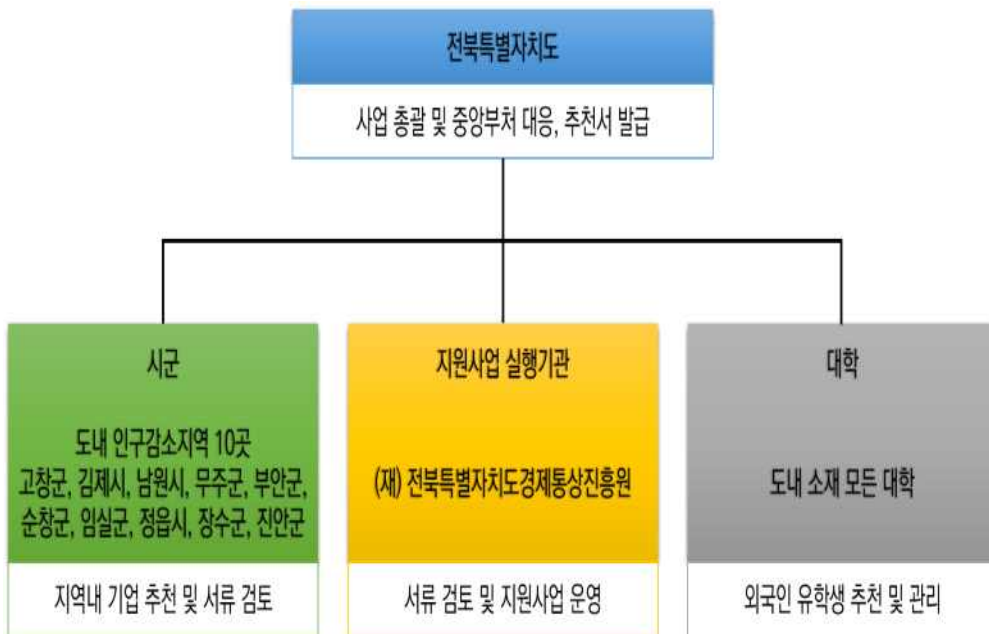 전북특별자치도
사업 총괄 및 중앙부처 대응, 추천서 발급
시군
도내 인구감소지역 10곳
고창군, 김제시, 남원시, 무주군, 부안군,
순창군, 임실군, 정읍시, 장수군, 진안군
지역내 기업 추천 및 서류 검토
지원사업 실행기관
(재) 전북특별자치도경제통상진흥원
서류 검토 및 지원사업 운영
대학
도내 소재 모든 대학
외국인 유학생 추천 및 관리